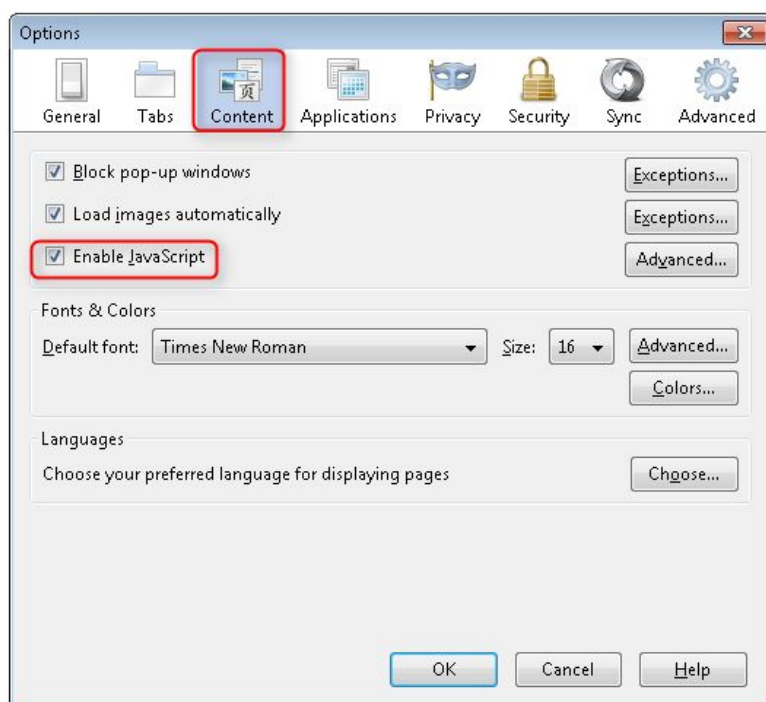 Options
General Tabs Content Applications Privacy Security Sync Advanced
页
Block pop-up windows Exceptions...
Load images automatically Exceptions...
Enable JavaScript Advanced...
Fonts & Colors
Default font: Times New Roman Size: 16 Advanced...
Colors...
Languages
Choose your preferred language for displaying pages Choose...
OK Cancel Help